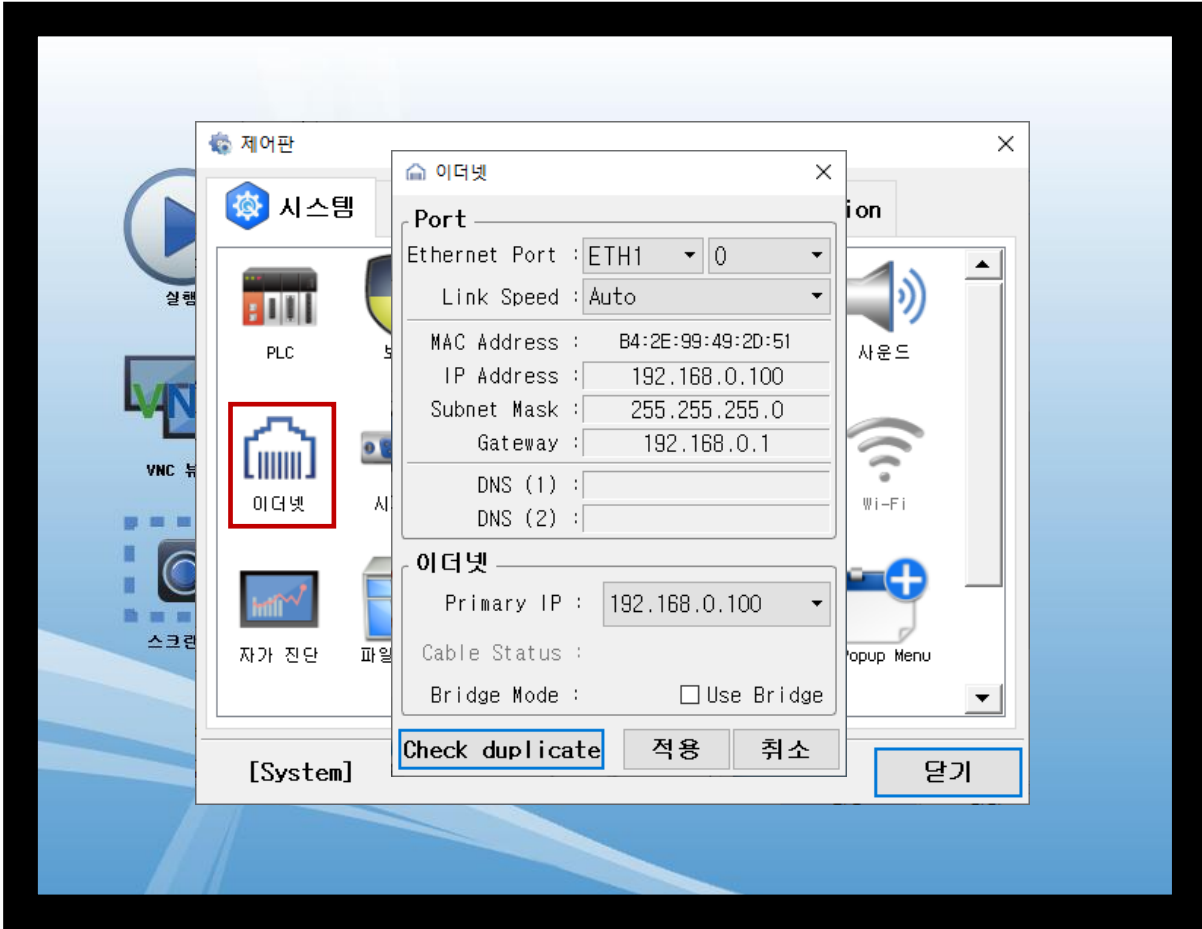 제어판
이더넷
시스템
Port
Ethernet Port : ETH1 0
Link Speed : Auto
MAC Address : B4:2E:99:49:2D:51
IP Address : 192.168.0.100
Subnet Mask : 255.255.255.0
Gateway : 192.168.0.1
DNS (1) :
DNS (2) :
이더넷
Primary IP : 192.168.0.100
Cable Status :
Bridge Mode : Use Bridge
Check duplicate 적용 취소
실행
PLC
사운드
VNC
이더넷
Wi-Fi
자가 진단
Popup Menu
[System]
닫기